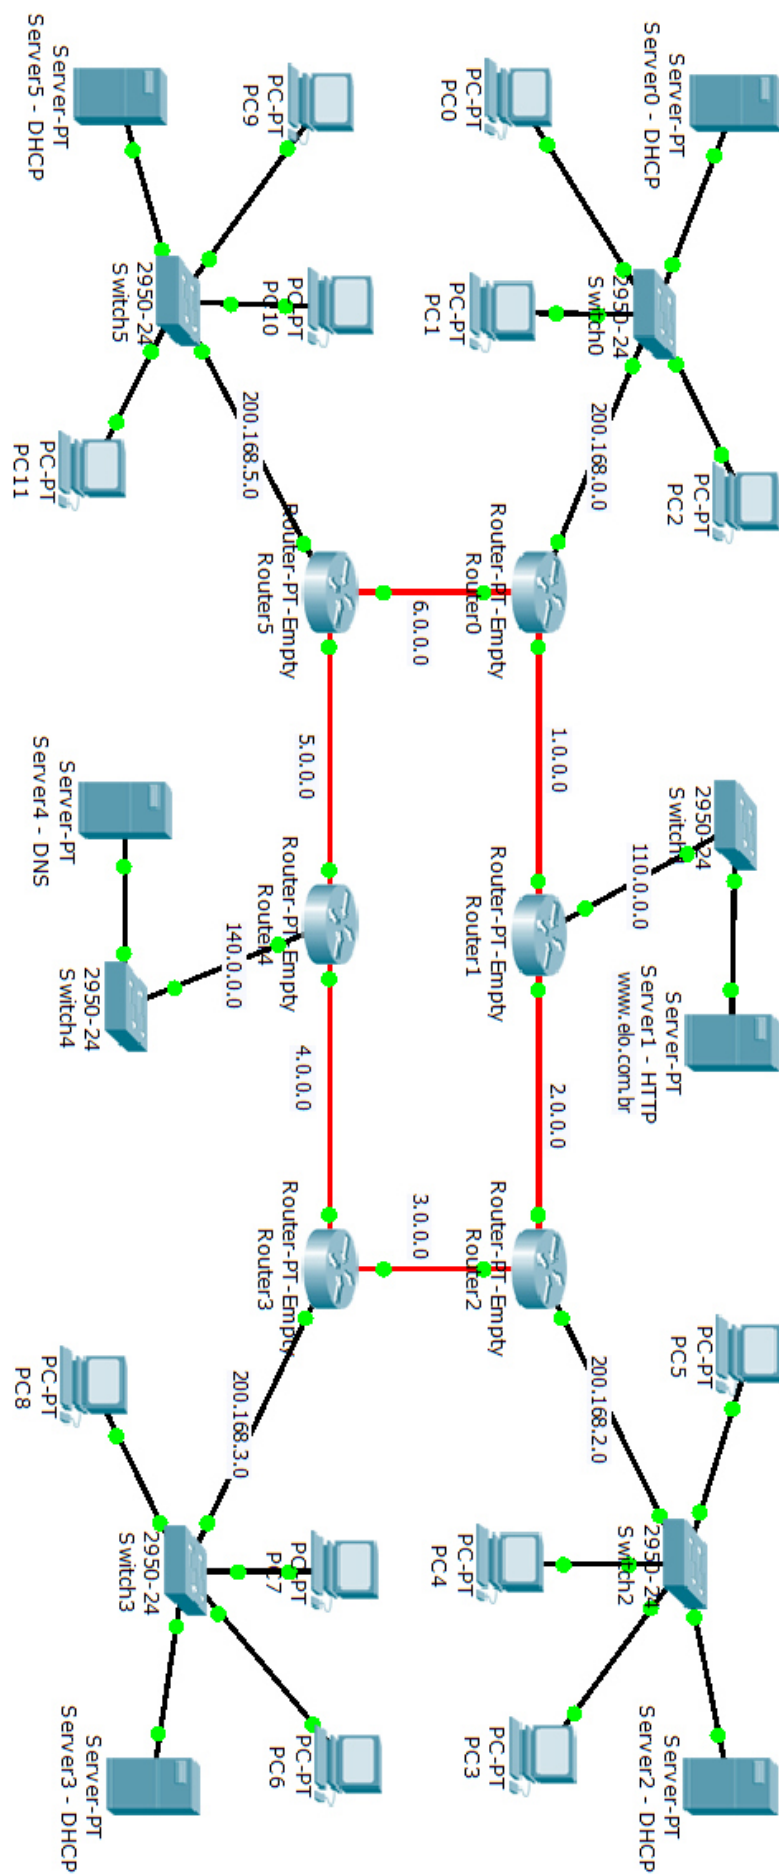 Server-PT
Server0 - DHCP
PC-PT
PC2
2950-24
Switch
Server-PT
Server1 - HTTP
www.elo.com.br
PC-PT
PC5
Server-PT
Server2 - DHCP
2950-24
Switch0
200.168.0.0
110.0.0.0
200.168.2.0
2950-24
Switch2
PC-PT
PC0
PC-PT
PC1
1.0.0.0
2.0.0.0
PC-PT
PC4
PC-PT
PC3
Router-PT-Empty
Router0
Router-PT-Empty
Router1
Router-PT-Empty
Router2
6.0.0.0
3.0.0.0
PC-PT
PC9
PC-PT
PC10
Router-PT-Empty
Router5
5.0.0.0
Router-PT-Empty
Router4
4.0.0.0
Router-PT-Empty
Router3
PC-PT
PC7
PC-PT
PC6
200.168.5.0
140.0.0.0
200.168.3.0
2950-24
Switch5
2950-24
Switch3
Server-PT
Server5 - DHCP
PC-PT
PC11
Server-PT
Server4 - DNS
2950-24
Switch4
PC-PT
PC8
Server-PT
Server3 - DHCP